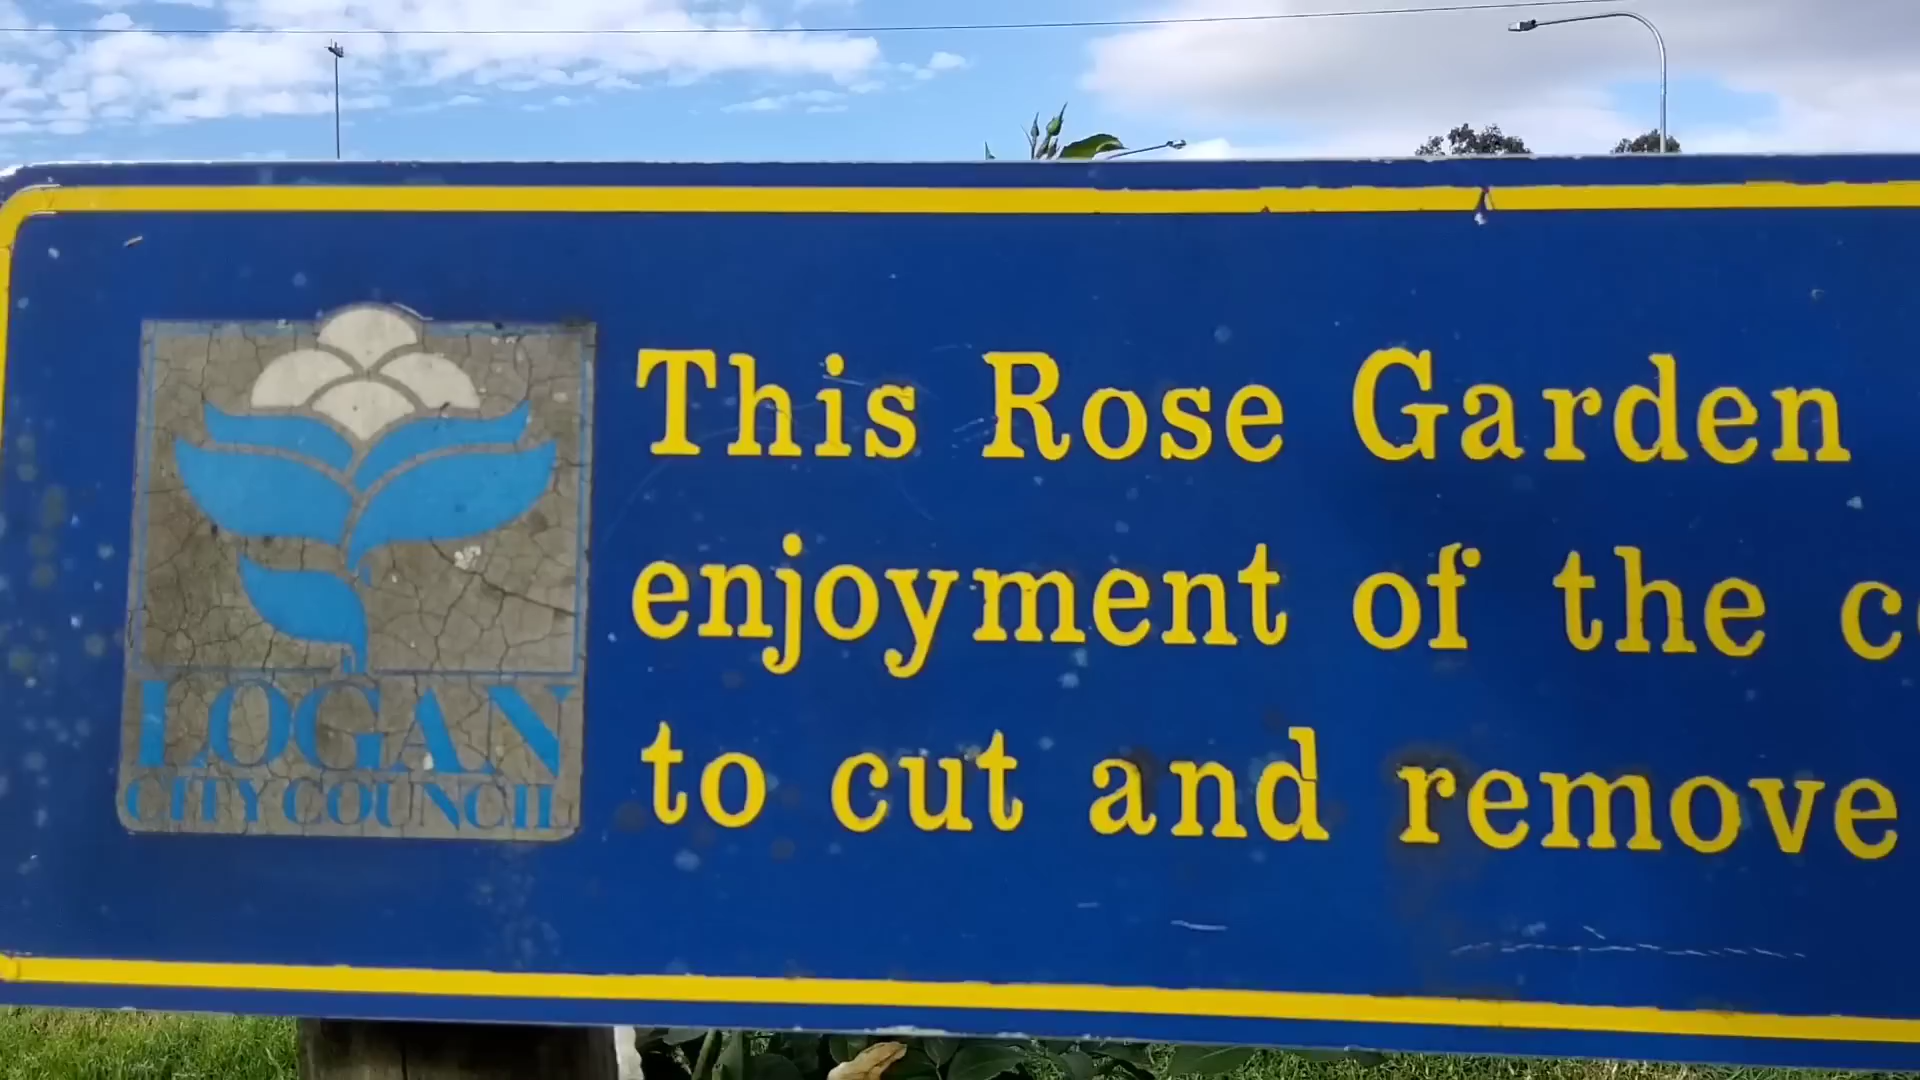 LOGAN
CITY COUNCIL
This Rose Garden
enjoyment of the
to cut and remove